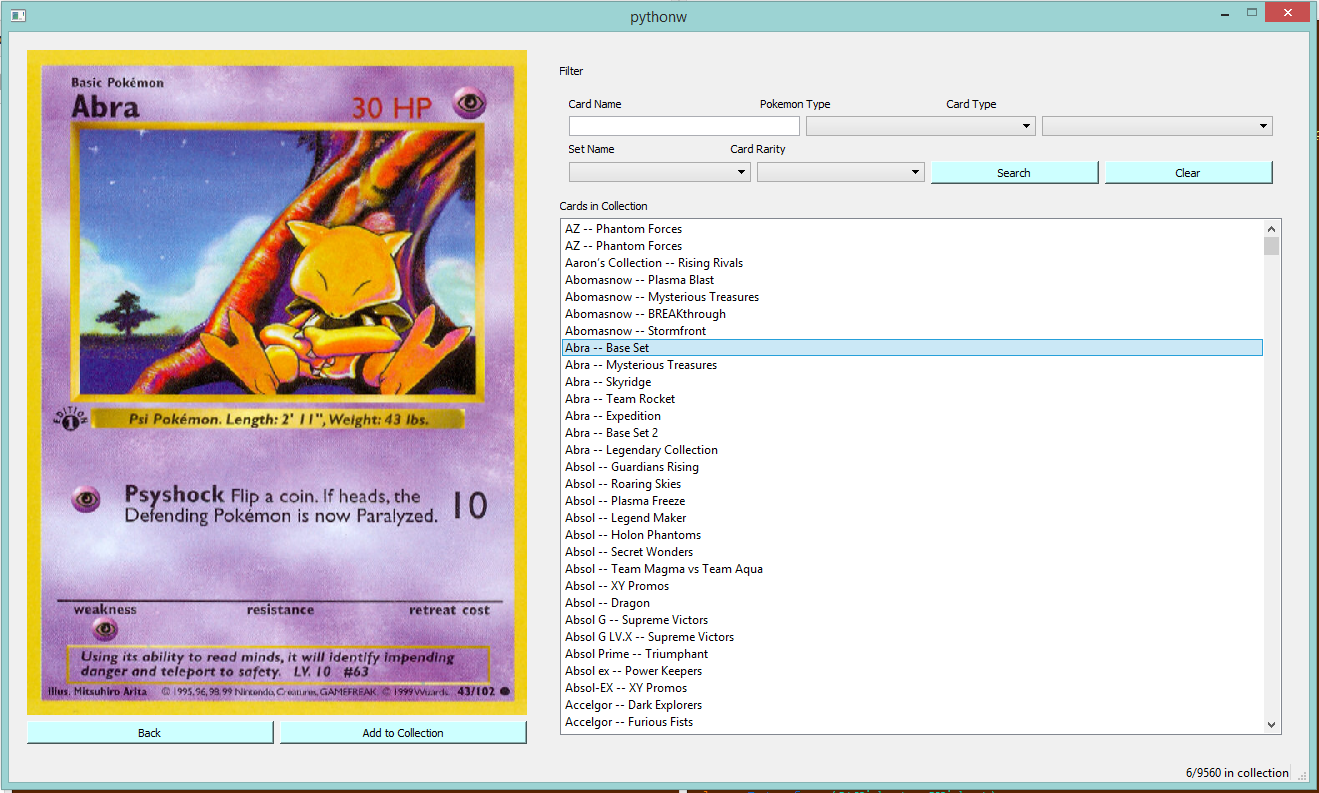 pythonw
Basic Pokémon
Abra 30 HP
EDITION
1
Psi Pokémon. Length: 2' 11", Weight: 43 lbs.
Psyshock Flip a coin. If heads, the
Defending Pokémon is now Paralyzed. 10
weakness resistance retreat cost
Using its ability to read minds, it will identify impending
danger and teleport to safety. LV. 10 #63
Illus. Mitsuhiro Arita © 1995, 96, 98, 99 Nintendo, Creatures, GAMEFREAK. © 1999 Wizards. 43/102
Back Add to Collection
Filter
Card Name Pokemon Type Card Type
Set Name Card Rarity
Search Clear
Cards in Collection
AZ -- Phantom Forces
AZ -- Phantom Forces
Aaron's Collection -- Rising Rivals
Abomasnow -- Plasma Blast
Abomasnow -- Mysterious Treasures
Abomasnow -- BREAKthrough
Abomasnow -- Stormfront
Abra -- Base Set
Abra -- Mysterious Treasures
Abra -- Skyridge
Abra -- Team Rocket
Abra -- Expedition
Abra -- Base Set 2
Abra -- Legendary Collection
Absol -- Guardians Rising
Absol -- Roaring Skies
Absol -- Plasma Freeze
Absol -- Legend Maker
Absol -- Holon Phantoms
Absol -- Secret Wonders
Absol -- Team Magma vs Team Aqua
Absol -- XY Promos
Absol -- Dragon
Absol G -- Supreme Victors
Absol G LV.X -- Supreme Victors
Absol Prime -- Triumphant
Absol ex -- Power Keepers
Absol-EX -- XY Promos
Accelgor -- Dark Explorers
Accelgor -- Furious Fists
6/9560 in collection